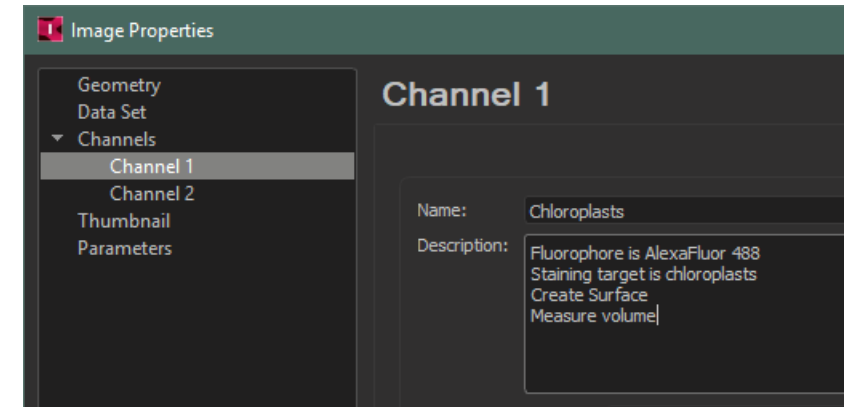 Image Properties
Geometry
Data Set
Channels
Channel 1
Channel 2
Thumbnail
Parameters
Channel 1
Name:
Chloroplasts
Description:
Fluorophore is AlexaFluor 488
Staining target is chloroplasts
Create Surface
Measure volume